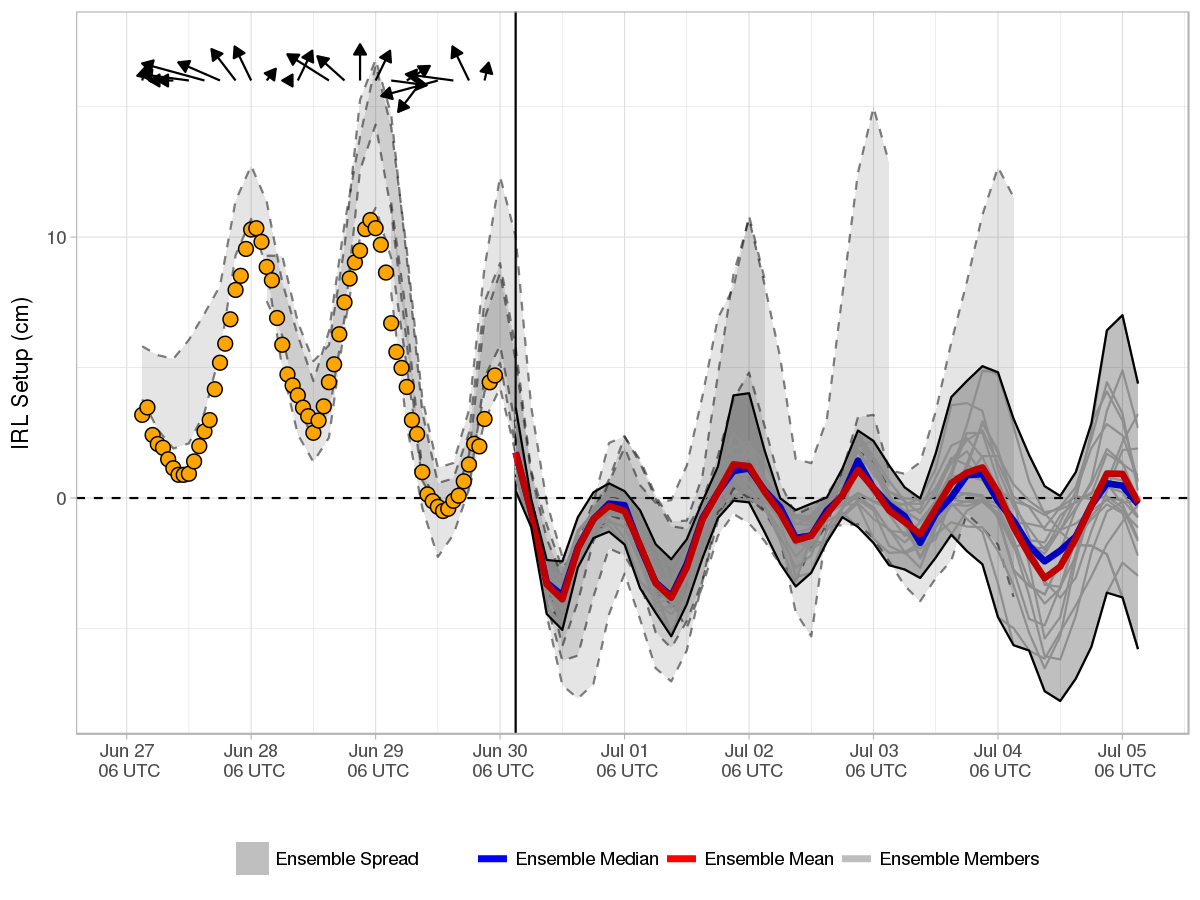 IRL Setup (cm)
10
0
Jun 27 Jun 28 Jun 29 Jun 30 Jul 01 Jul 02 Jul 03 Jul 04 Jul 05
06 UTC 06 UTC 06 UTC 06 UTC 06 UTC 06 UTC 06 UTC 06 UTC 06 UTC
Ensemble Spread Ensemble Median Ensemble Mean Ensemble Members